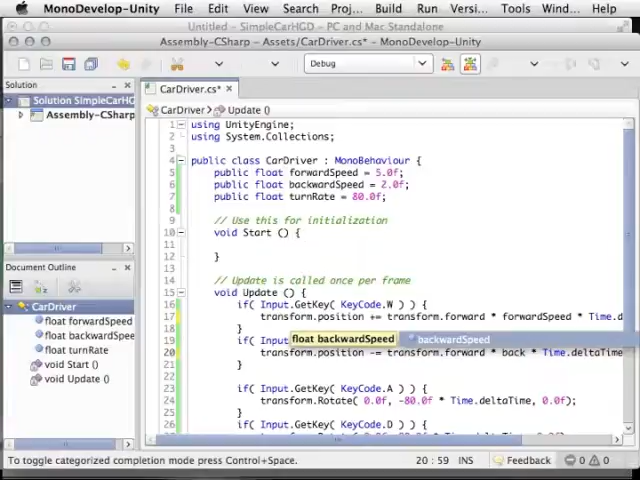 MonoDevelop-Unity File Edit View Search Proj... Build Run Versi... Tools Wind... Help
Untitled - SimpleCarHGD - PC and Mac Standalone
Assembly-CSharp - Assets/CarDriver.cs* - MonoDevelop-Unity
Debug
Solution
CarDriver.cs*
Solution SimpleCarHG
Assembly-CSharp
CarDriver
Update ()
1 using UnityEngine;
2 using System.Collections;
3
4 public class CarDriver : MonoBehaviour {
5 public float forwardSpeed = 5.0f;
6 public float backwardSpeed = 2.0f;
7 public float turnRate = 80.0f;
8
9 // Use this for initialization
10 void Start () {
11
12 }
13
14 // Update is called once per frame
15 void Update () {
16 if( Input.GetKey( KeyCode.W ) ) {
17 transform.position += transform.forward * forwardSpeed * Time.d
18 }
19 if( Inp
float backwardSpeed
backwardSpeed
20 transform.position -= transform.forward * back * Time.deltaTime
21 }
22
23 if( Input.GetKey( KeyCode.A ) ) {
24 transform.Rotate( 0.0f, -80.0f * Time.deltaTime, 0.0f);
25 }
26 if( Input.GetKey( KeyCode.D ) ) {
Document Outline
CarDriver
float forwardSpeed
float backwardSpee
float turnRate
void Start ()
void Update ()
To toggle categorized completion mode press Control+Space.
20 : 59
INS
Feedback
0
0